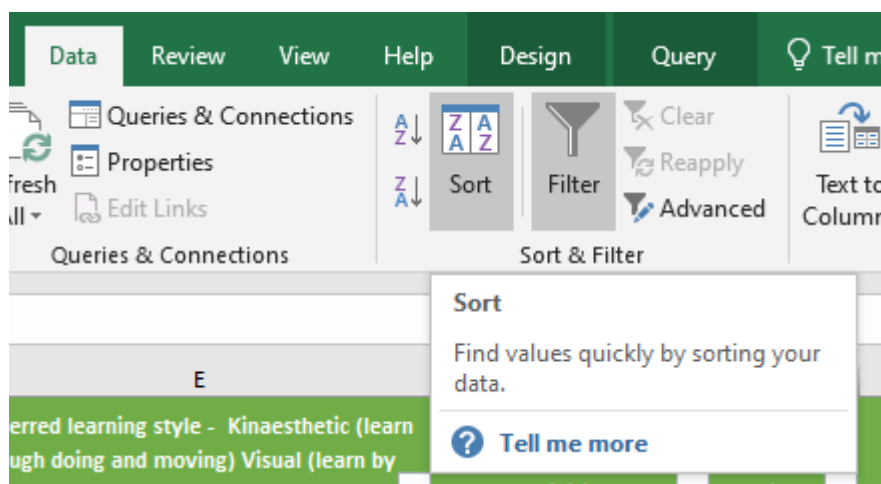 Data Review View Help Design Query Tell m
Queries & Connections
Properties
Edit Links
fresh
All
A
Z
Z
A
Z A
A Z
Sort
Filter
Clear
Reapply
Advanced
Text to
Column
Queries & Connections
Sort & Filter
Sort
Find values quickly by sorting your
data.
? Tell me more
E
erred learning style - Kinaesthetic (learn
ugh doing and moving) Visual (learn by